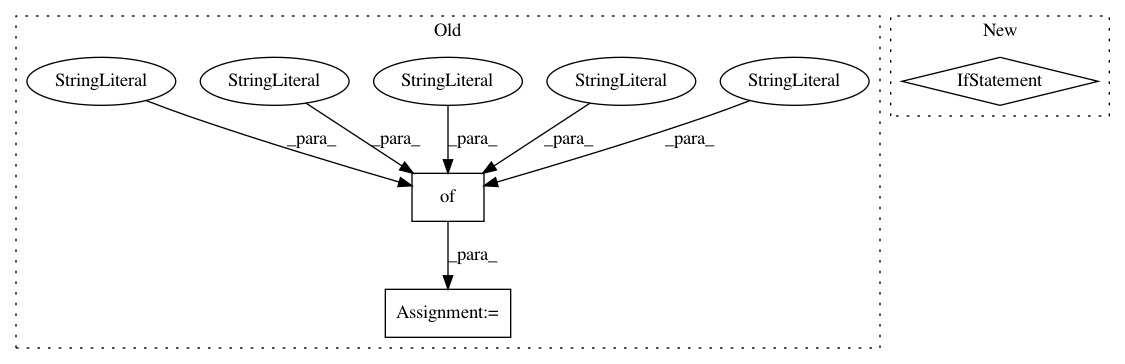 Old
New
StringLiteral
StringLiteral
StringLiteral
StringLiteral
StringLiteral
IfStatement
_para_
_para_
_para_
_para_
_para_
of
_para_
Assignment:=